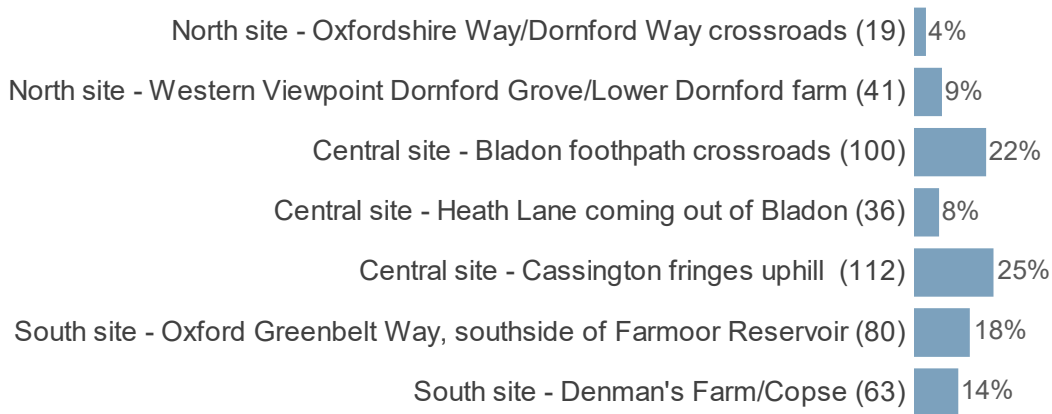 North site - Oxfordshire Way/Dornford Way crossroads (19) 4%
North site - Western Viewpoint Dornford Grove/Lower Dornford farm (41) 9%
Central site - Bladon foothpath crossroads (100) 22%
Central site - Heath Lane coming out of Bladon (36) 8%
Central site - Cassington fringes uphill (112) 25%
South site - Oxford Greenbelt Way, southside of Farmoor Reservoir (80) 18%
South site - Denman's Farm/Copse (63) 14%